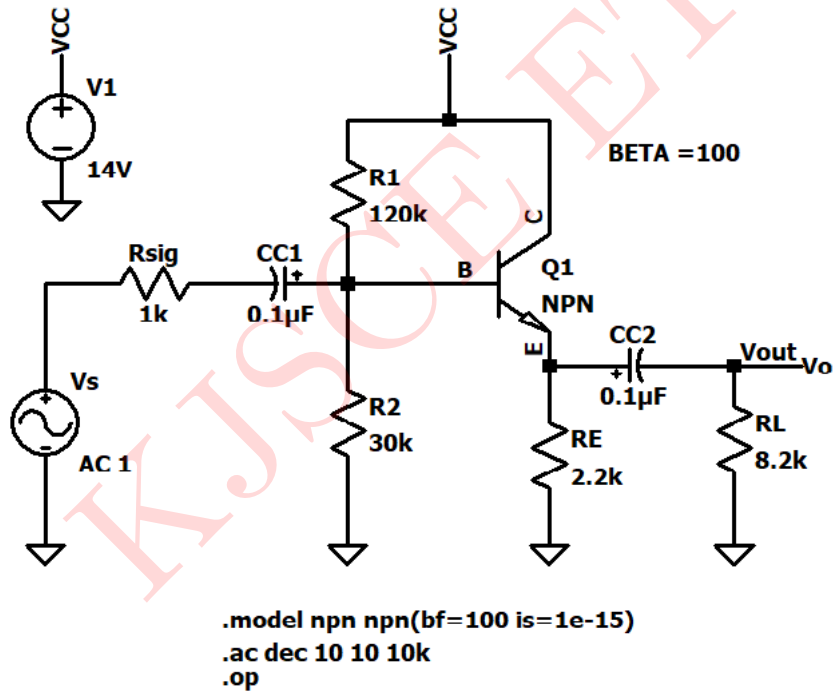 VCC
V1
14V
VCC
BETA =100
R1
120k
C
Rsig
1k
CC1
0.1µF
B
Q1
NPN
E
CC2
0.1µF
Vout
Vo
Vs
AC 1
R2
30k
RE
2.2k
RL
8.2k
.model npn npn(bf=100 is=1e-15)
.ac dec 10 10 10k
.op
KJSCE ET